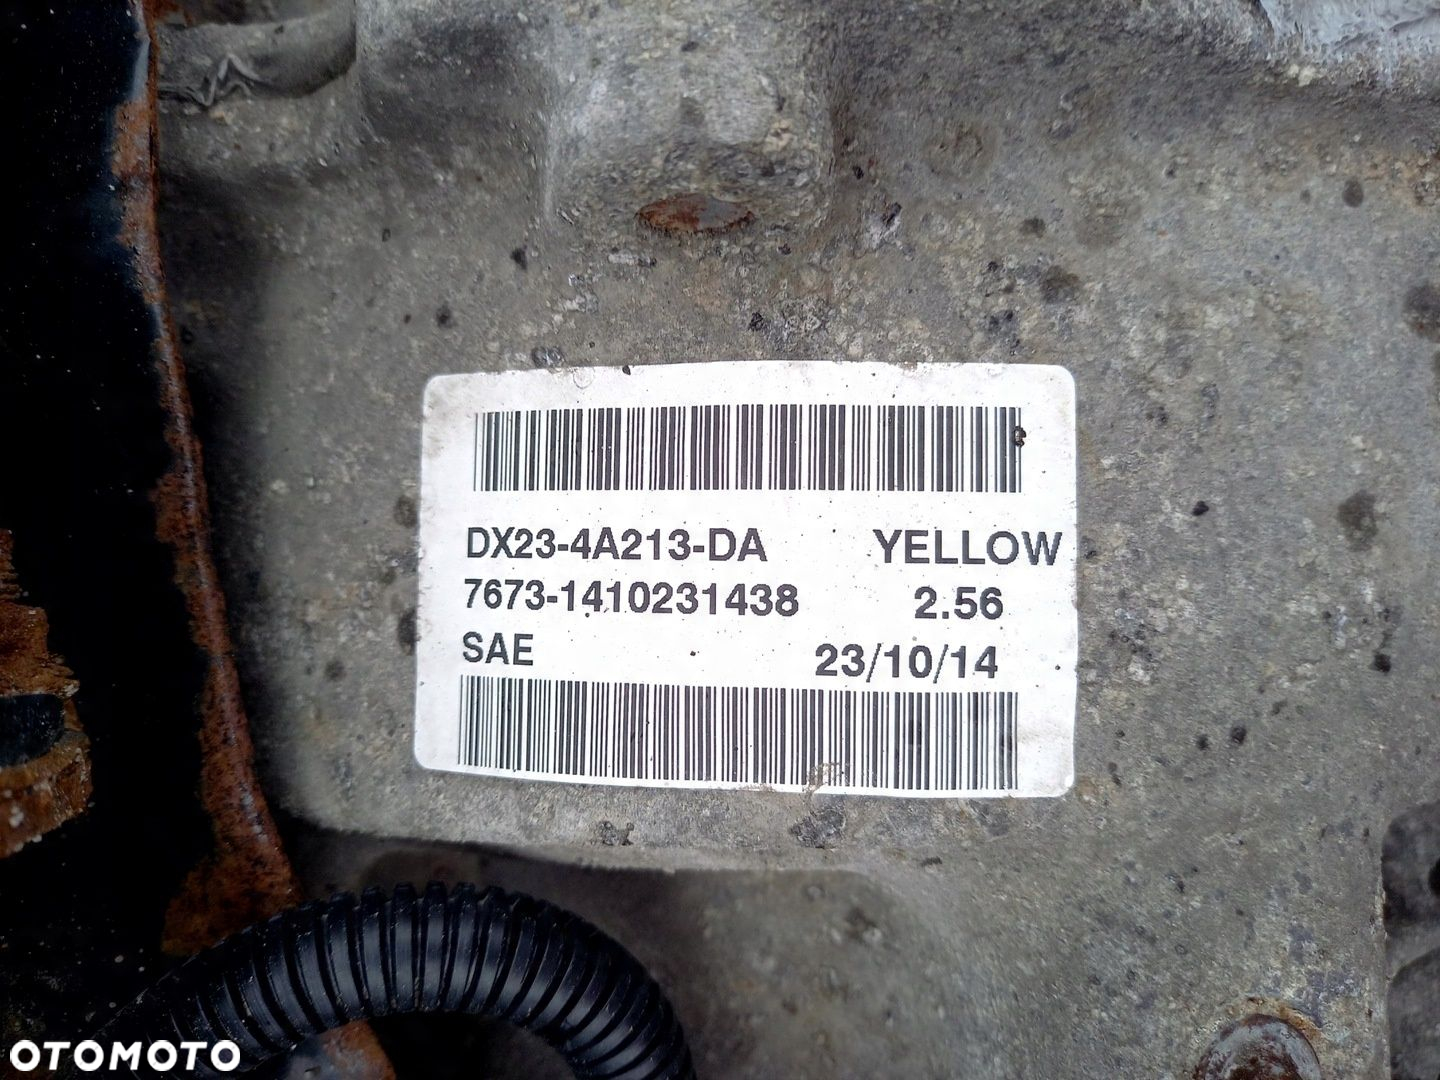 DX23-4A213-DA YELLOW
7673-1410231438 2.56
SAE 23/10/14
OTOMOTO